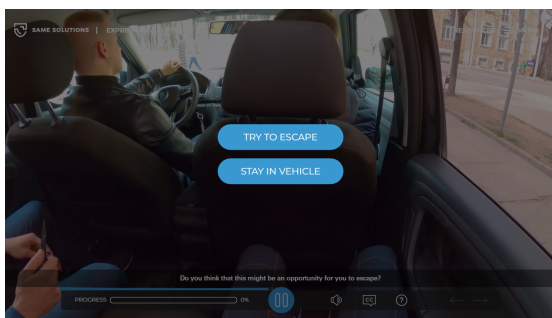 SAME SOLUTIONS | EXPRE
TRY TO ESCAPE
STAY IN VEHICLE
Do you think that this might be an opportunity for you to escape?
PROGRESS 0%
CC
?